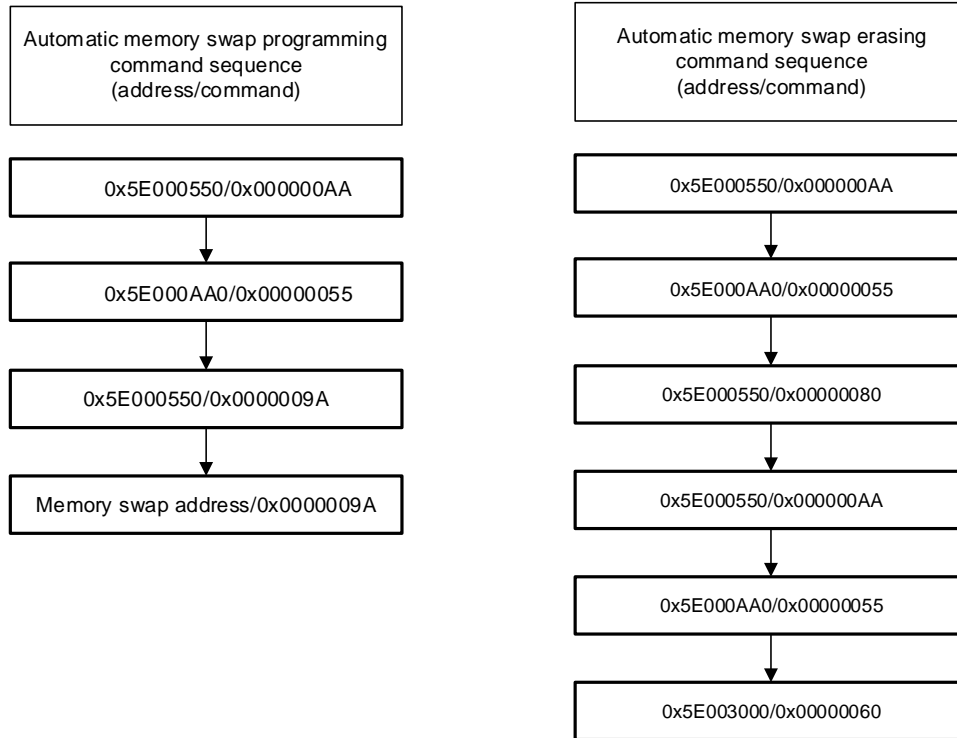 Automatic memory swap programming
command sequence
(address/command)
0x5E000550/0x000000AA
0x5E000AA0/0x00000055
0x5E000550/0x0000009A
Memory swap address/0x0000009A
Automatic memory swap erasing
command sequence
(address/command)
0x5E000550/0x000000AA
0x5E000AA0/0x00000055
0x5E000550/0x00000080
0x5E000550/0x000000AA
0x5E000AA0/0x00000055
0x5E003000/0x00000060